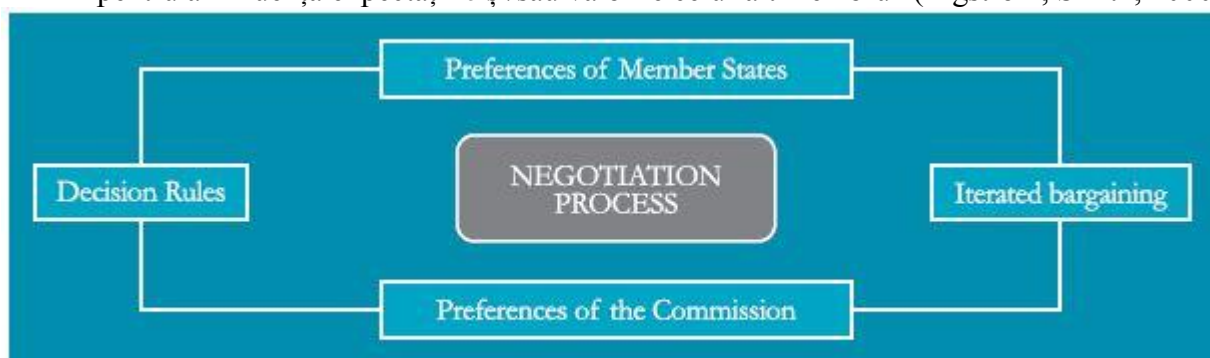 Preferences of Member States
NEGOTIATION
PROCESS
Decision Rules
Iterated bargaining
Preferences of the Commission